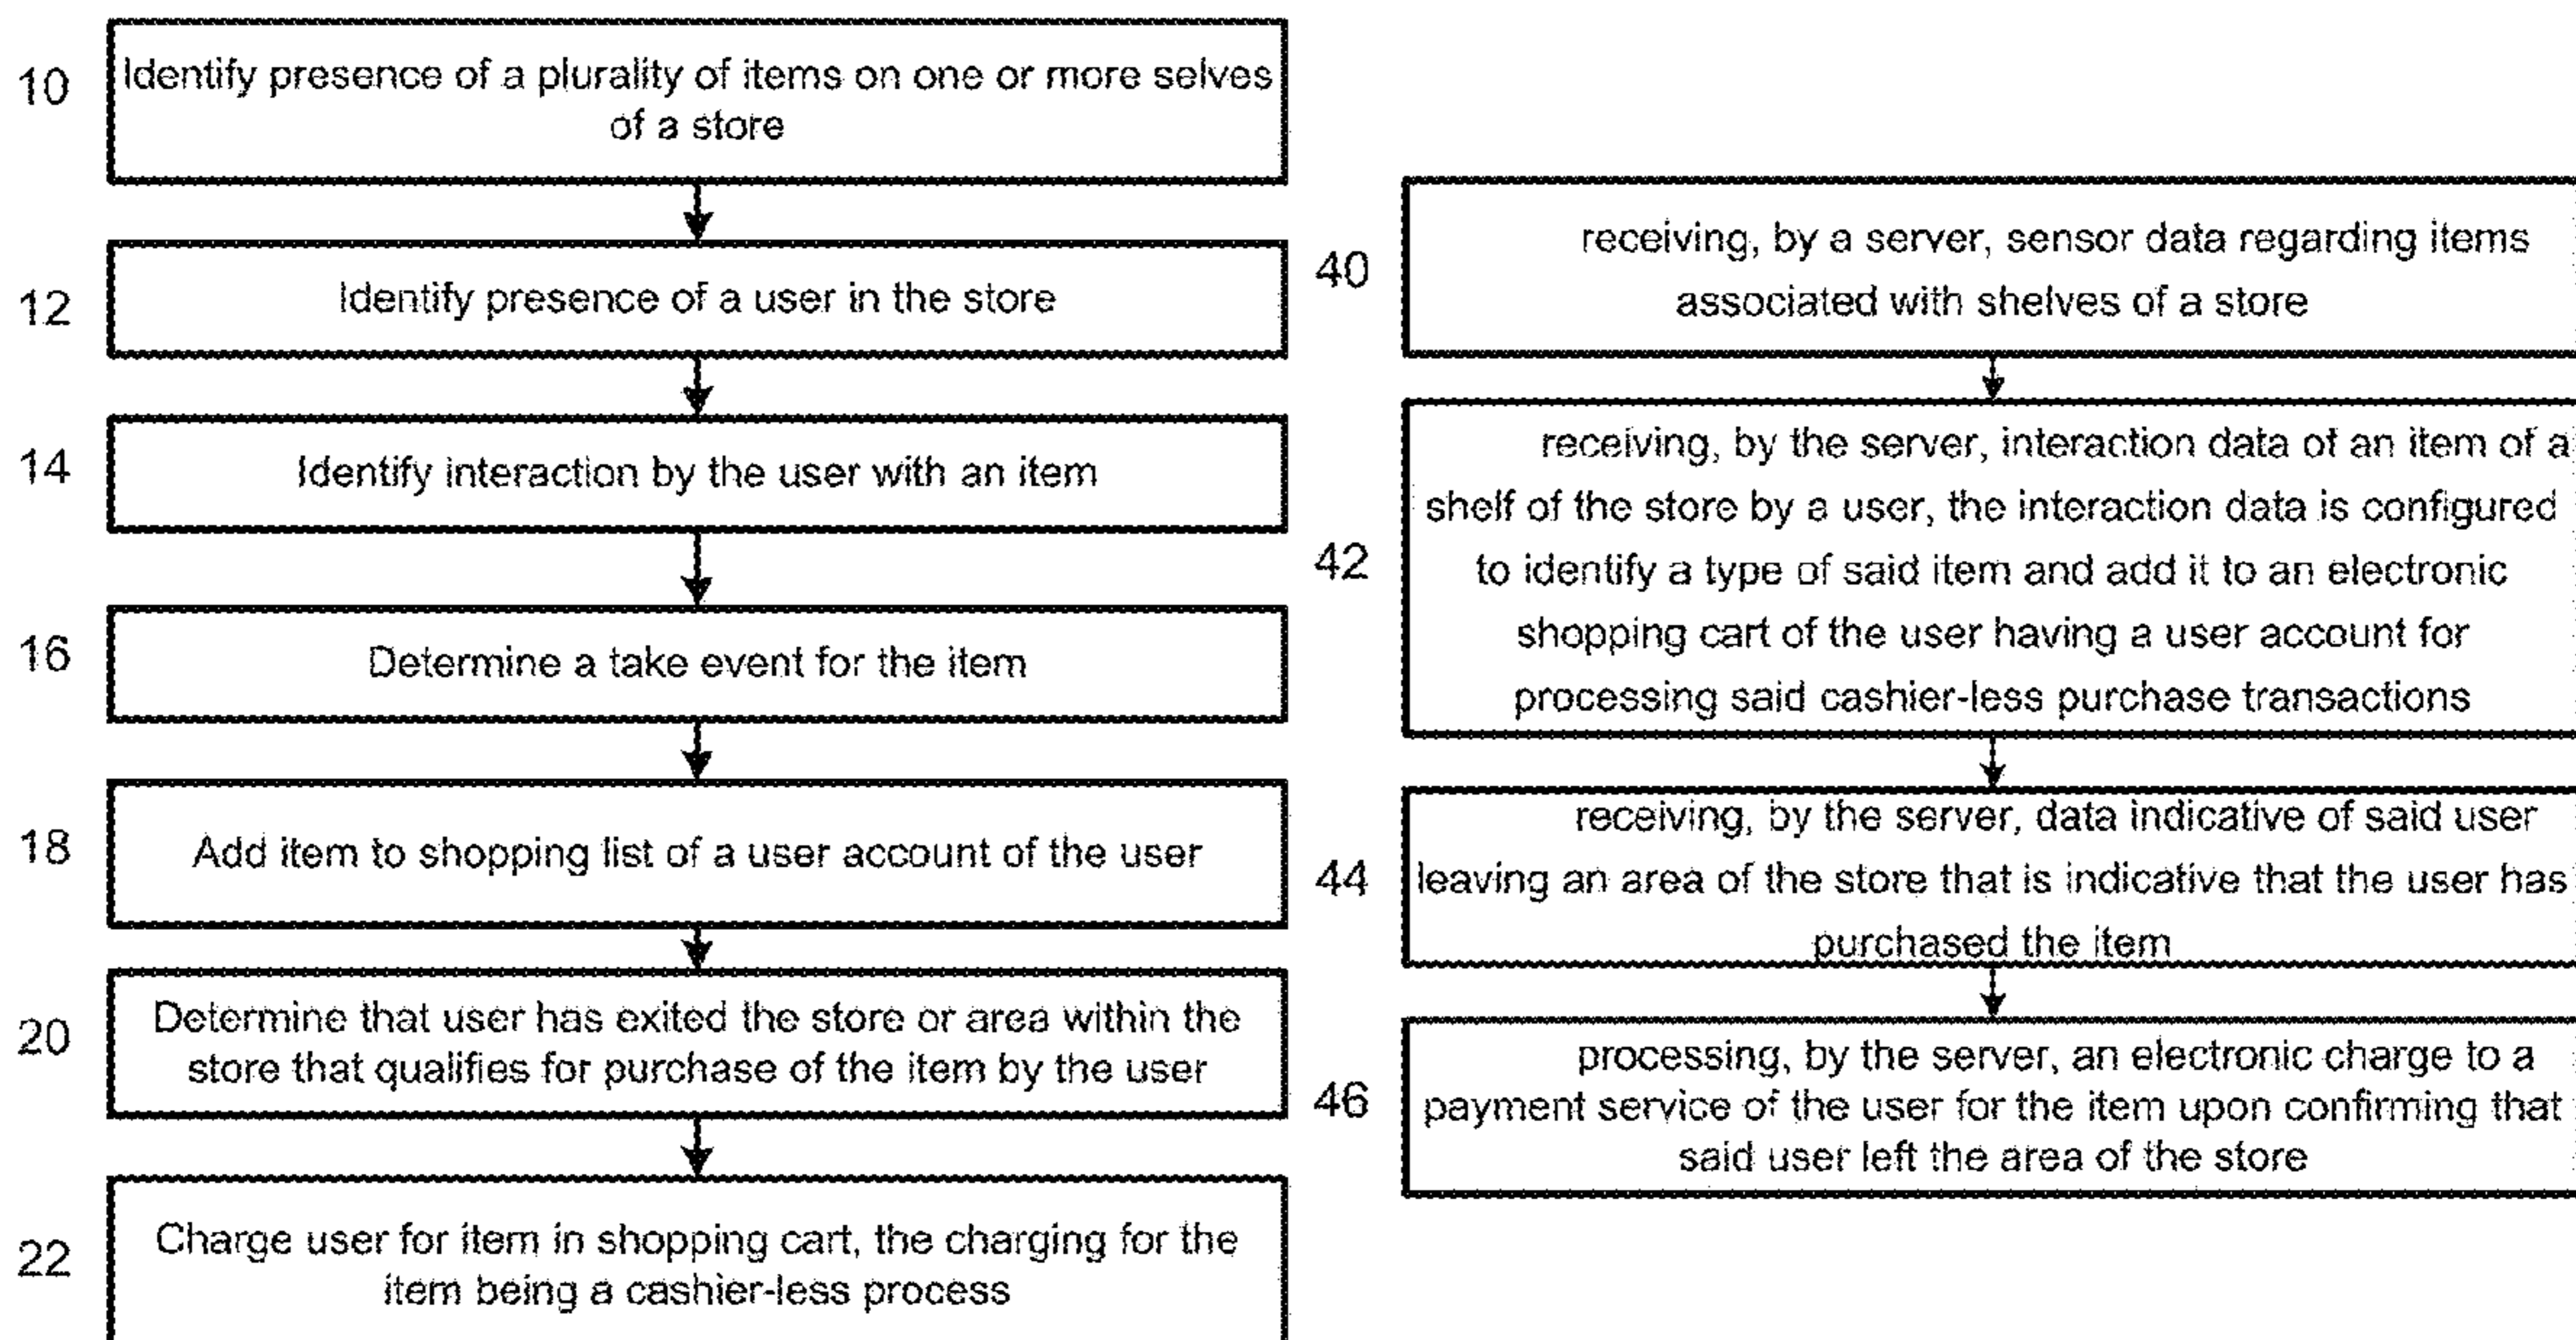 10
Identify presence of a plurality of items on one or more selves
of a store
12
Identify presence of a user in the store
14
Identify interaction by the user with an item
16
Determine a take event for the item
18
Add item to shopping list of a user account of the user
20
Determine that user has exited the store or area within the
store that qualifies for purchase of the item by the user
22
Charge user for item in shopping cart, the charging for the
item being a cashier-less process
40
receiving, by a server, sensor data regarding items
associated with shelves of a store
42
receiving, by the server, interaction data of an item of a
shelf of the store by a user, the interaction data is configured
to identify a type of said item and add it to an electronic
shopping cart of the user having a user account for
processing said cashier-less purchase transactions
44
receiving, by the server, data indicative of said user
leaving an area of the store that is indicative that the user has
purchased the item
46
processing, by the server, an electronic charge to a
payment service of the user for the item upon confirming that
said user left the area of the store